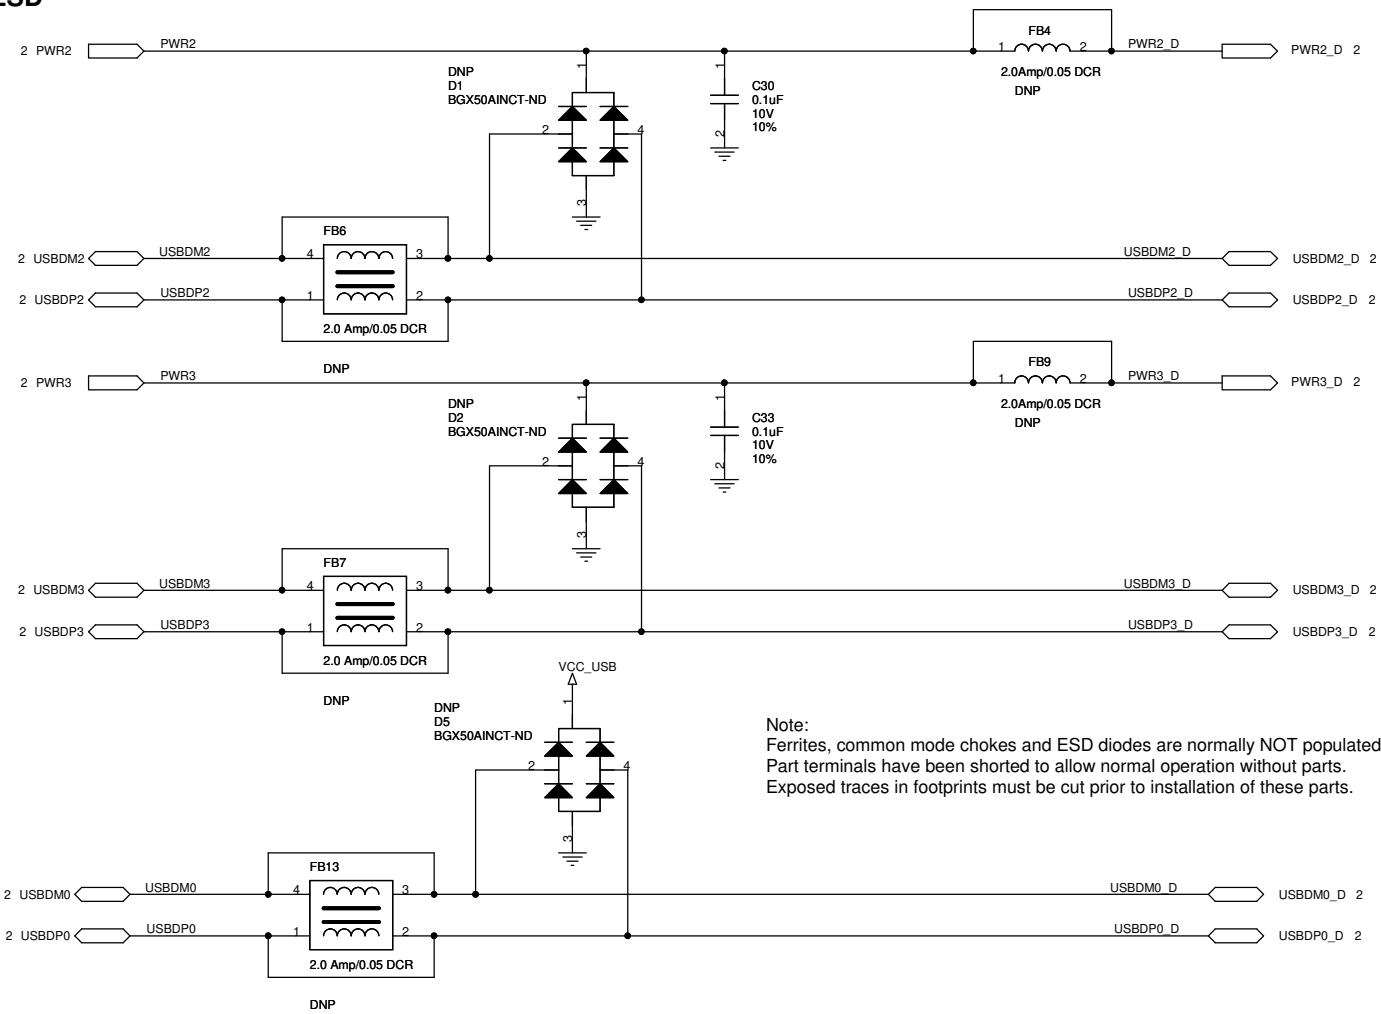 ESD
2 PWR2 PWR2 FB4 1 2 PWR2_D PWR2_D 2
2.0Amp/0.05 DCR
DNP
DNP
D1
BGX50AINCT-ND
1
2 4
3
1
C30
0.1uF
10V
10%
2
FB6
2 USBDM2 USBDM2 4 3 USBDM2_D USBDM2_D 2
2 USBDP2 USBDP2 1 2 USBDP2_D USBDP2_D 2
2.0 Amp/0.05 DCR
DNP
2 PWR3 PWR3 FB9 1 2 PWR3_D PWR3_D 2
2.0Amp/0.05 DCR
DNP
DNP
D2
BGX50AINCT-ND
1
2 4
3
1
C33
0.1uF
10V
10%
2
FB7
2 USBDM3 USBDM3 4 3 USBDM3_D USBDM3_D 2
2 USBDP3 USBDP3 1 2 USBDP3_D USBDP3_D 2
2.0 Amp/0.05 DCR
DNP
VCC_USB
DNP
D5
BGX50AINCT-ND
1
2 4
3
Note:
Ferrites, common mode chokes and ESD diodes are normally NOT populated
Part terminals have been shorted to allow normal operation without parts.
Exposed traces in footprints must be cut prior to installation of these parts.
FB13
2 USBDM0 USBDM0 4 3 USBDM0_D USBDM0_D 2
2 USBDP0 USBDP0 1 2 USBDP0_D USBDP0_D 2
2.0 Amp/0.05 DCR
DNP